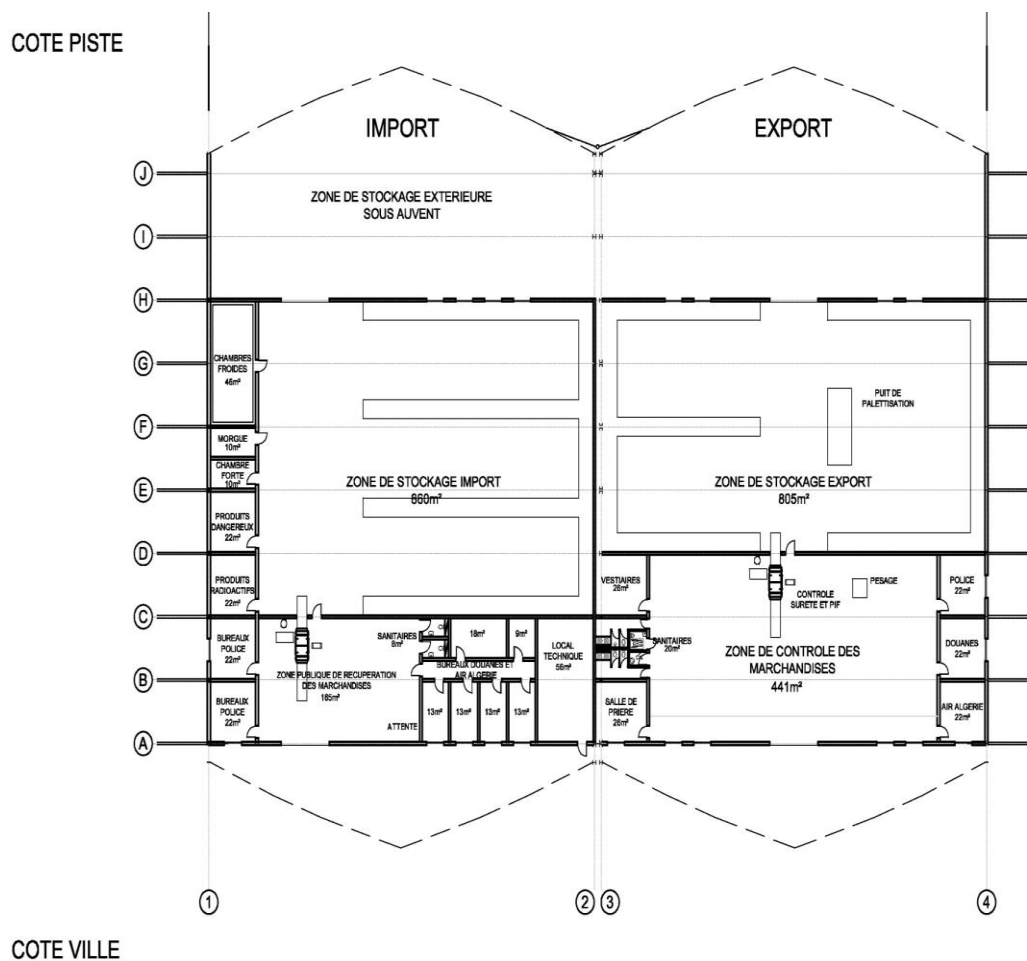 COTE PISTE
IMPORT
EXPORT
J
ZONE DE STOCKAGE EXTERIEURE
SOUS AUVENT
I
H
G
CHAMBRES
FROIDES
46m²
PUIT DE
PALETTISATION
F
MORGUE
10m²
CHAMBRE
FORTE
10m²
E
ZONE DE STOCKAGE IMPORT
860m²
ZONE DE STOCKAGE EXPORT
805m²
PRODUITS
DANGEREUX
22m²
D
PRODUITS
RADIOACTIFS
22m²
VESTIAIRES
26m²
CONTROLE
SURETE ET PIF
PESAGE
POLICE
22m²
C
BUREAUX
POLICE
22m²
SANITAIRES
8m²
18m²
9m²
LOCAL
TECHNIQUE
56m²
SANITAIRES
20m²
ZONE DE CONTROLE DES
MARCHANDISES
441m²
DOUANES
22m²
B
ZONE PUBLIQUE DE RECUPERATION
DES MARCHANDISES
165m²
BUREAUX DOUANES ET
AIR ALGERIE
BUREAUX
POLICE
22m²
ATTENTE
13m²
13m²
13m²
13m²
SALLE DE
PRIERE
26m²
AIR ALGERIE
22m²
A
1
2
3
4
COTE VILLE